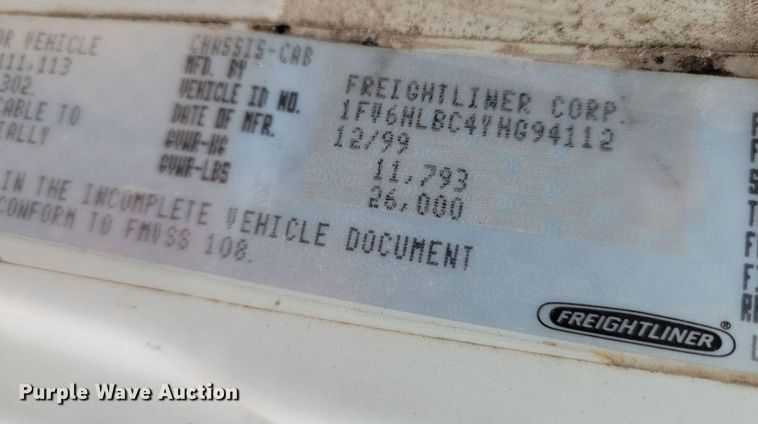 OR VEHICLE
111,113
302.
CABLE TO
IALLY
CHASSIS-CAB
MFD. BY
VEHICLE ID NO.
DATE OF MFR.
GVWR-KG
GVWR-LBS
FREIGHTLINER CORP.
1FV6HLBC4YHG94112
12/99
11,793
26,000
IN THE INCOMPLETE VEHICLE DOCUMENT
CONFORM TO FMVSS 108.
FREIGHTLINER®
Purple Wave Auction